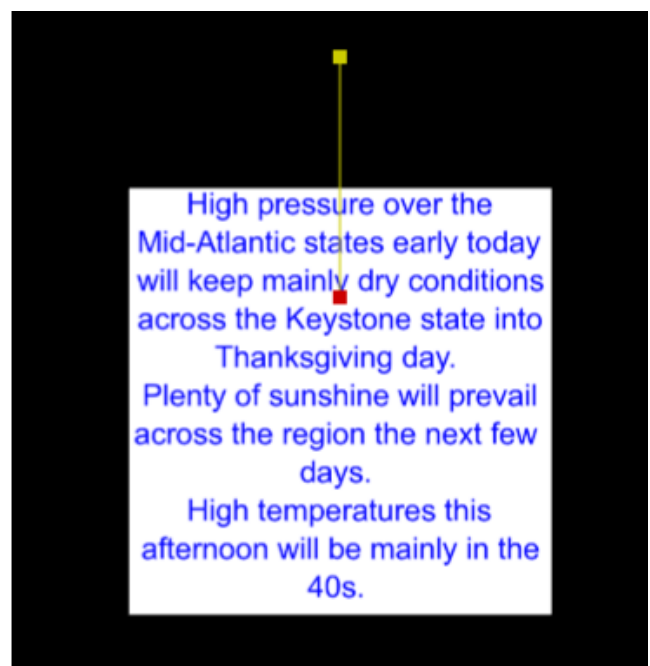 High pressure over the
Mid-Atlantic states early today
will keep mainly dry conditions
across the Keystone state into
Thanksgiving day.
Plenty of sunshine will prevail
across the region the next few
days.
High temperatures this
afternoon will be mainly in the
40s.